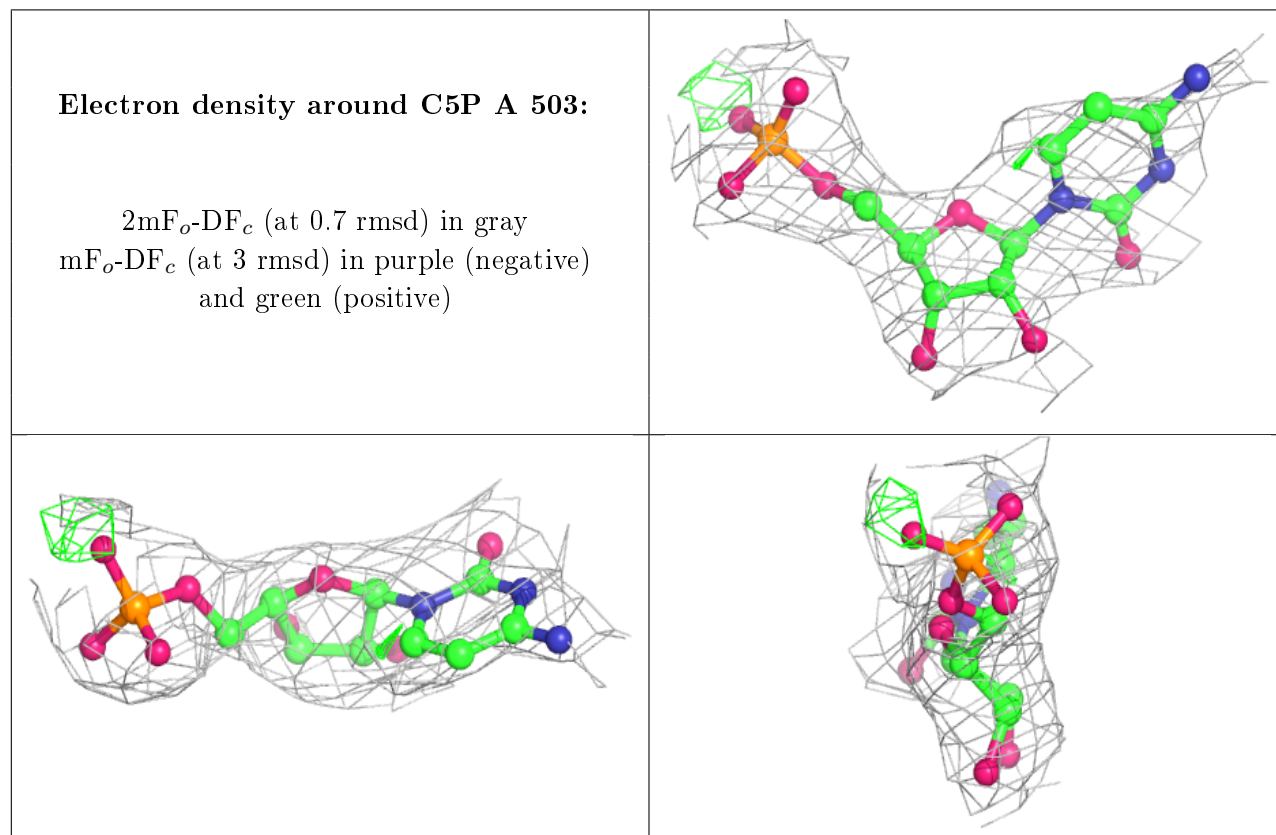 Electron density around C5P A 503:
2mFo-DFc (at 0.7 rmsd) in gray
mFo-DFc (at 3 rmsd) in purple (negative)
and green (positive)